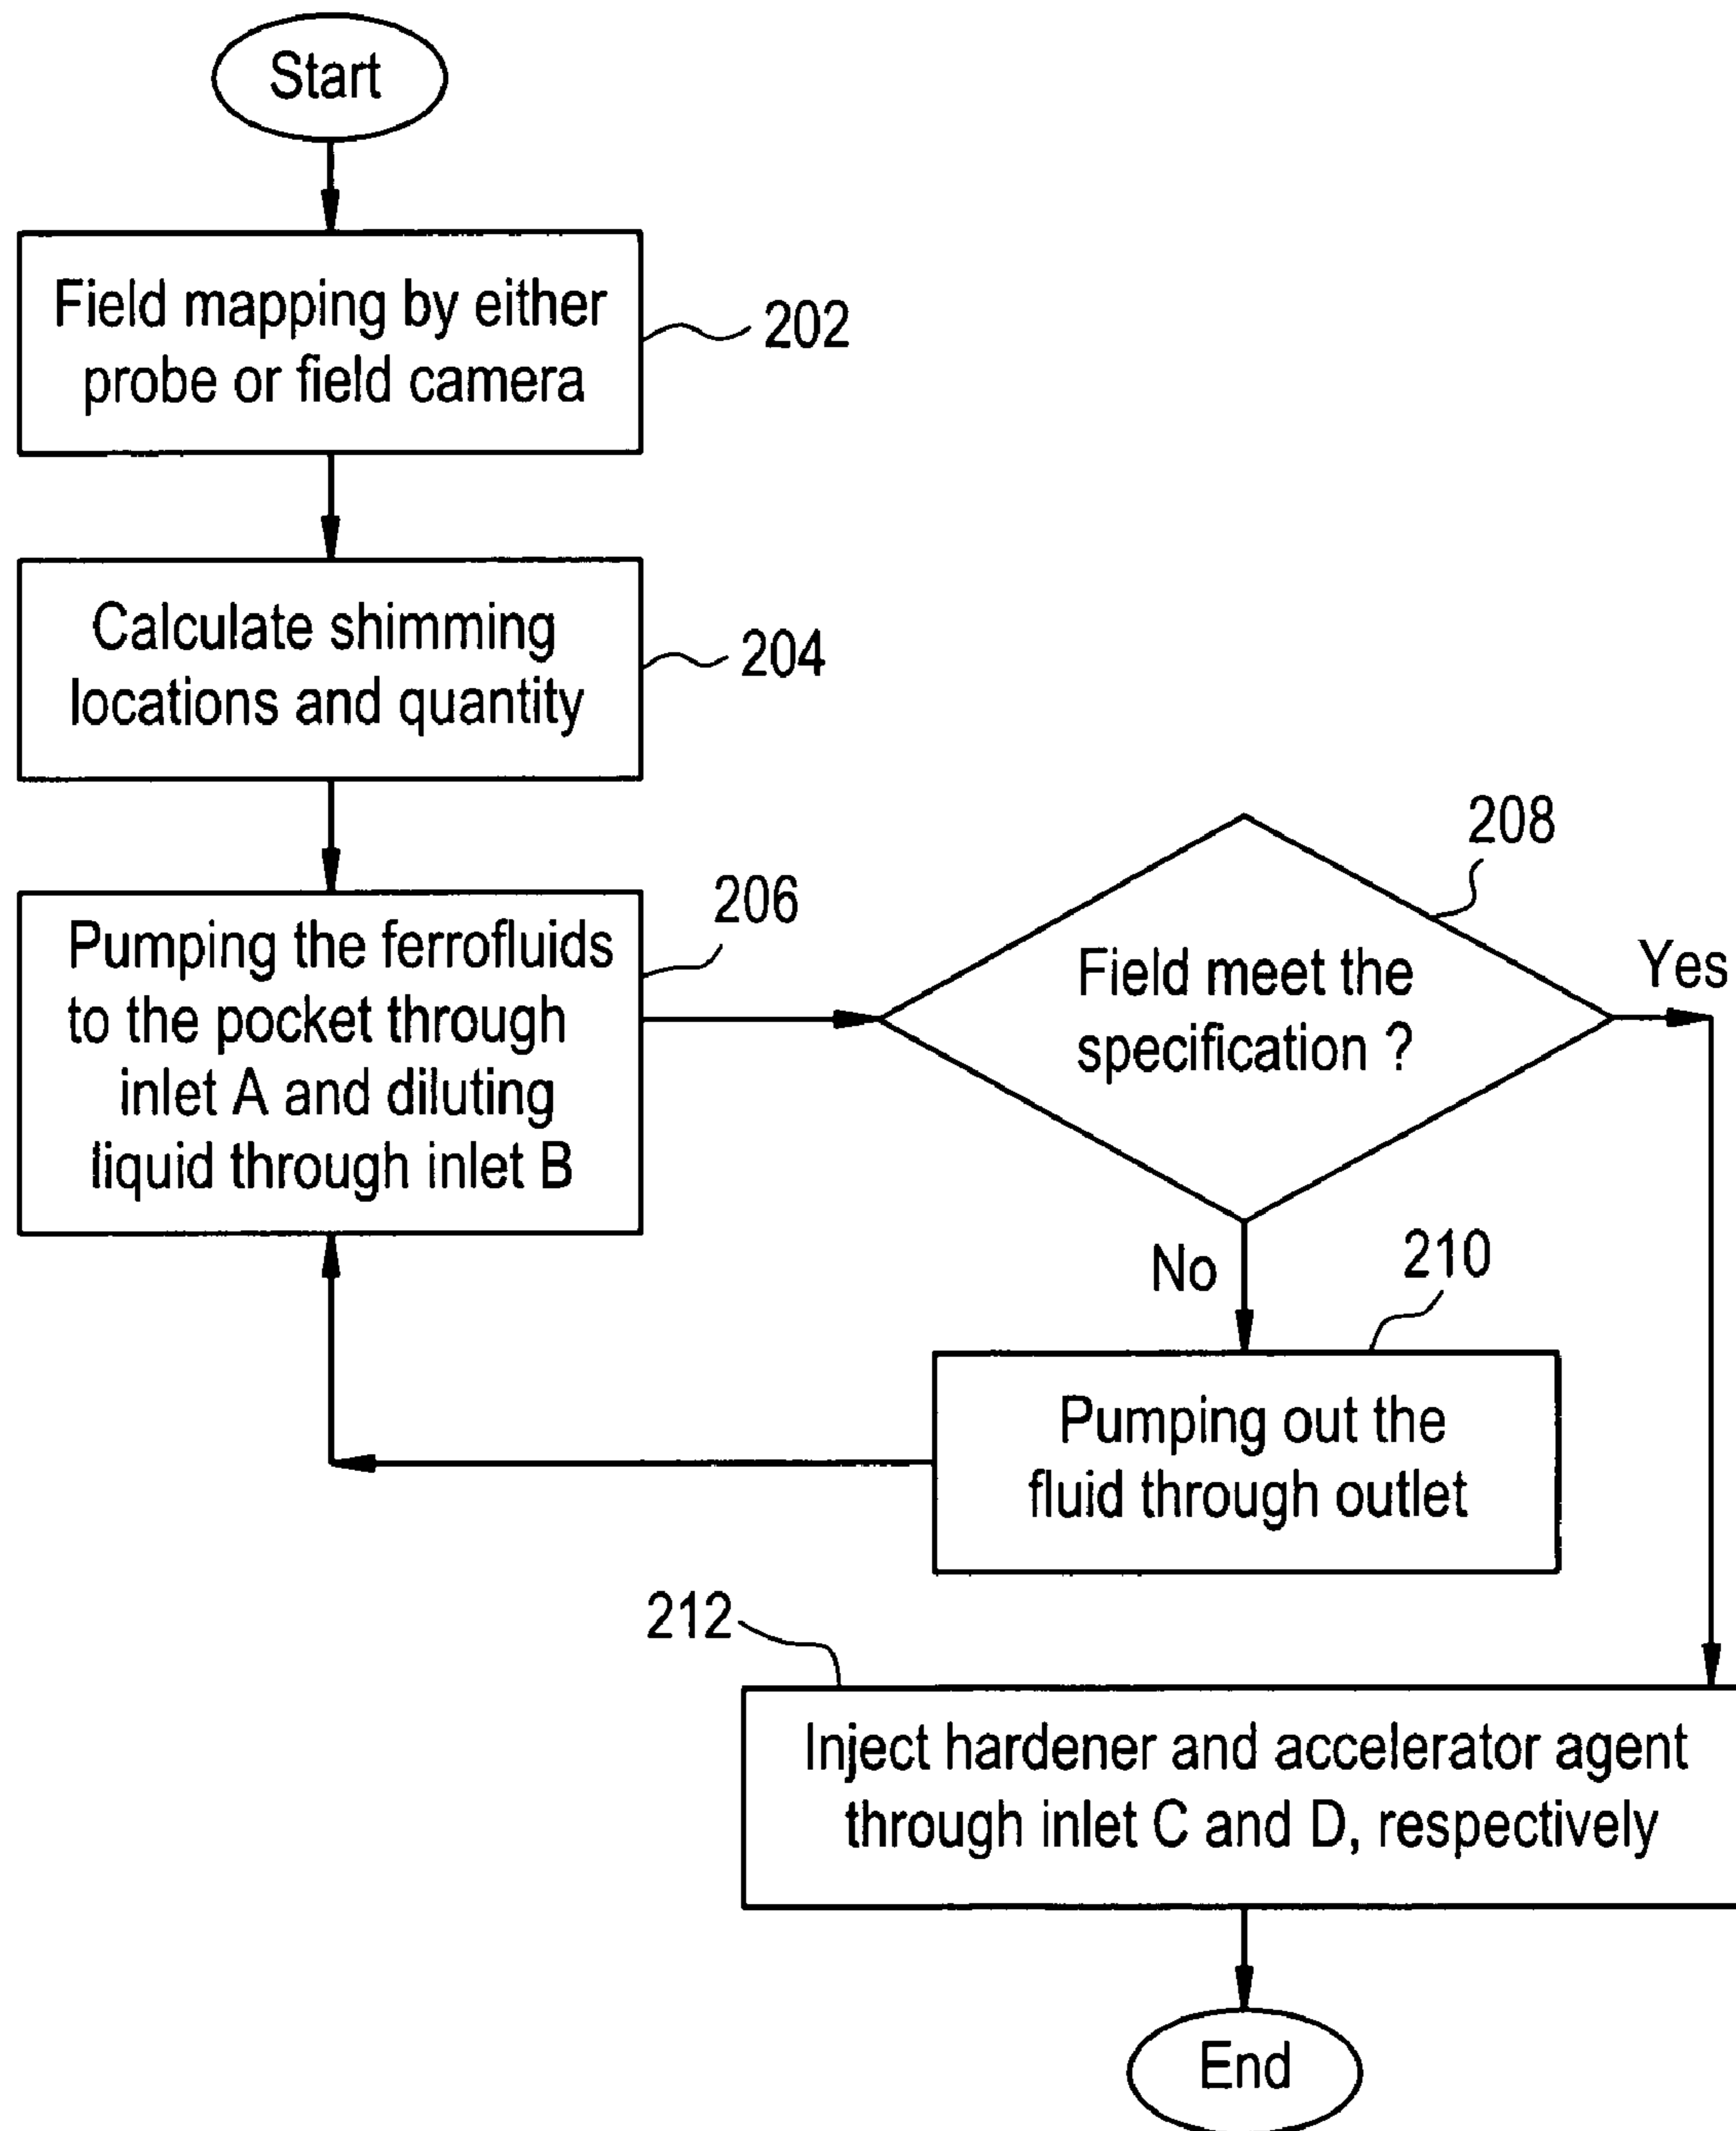 Start
Field mapping by either
probe or field camera
202
Calculate shimming
locations and quantity
204
Pumping the ferrofluids
to the pocket through
inlet A and diluting
liquid through inlet B
206
Field meet the
specification ?
208
Yes
No
210
Pumping out the
fluid through outlet
212
Inject hardener and accelerator agent
through inlet C and D, respectively
End